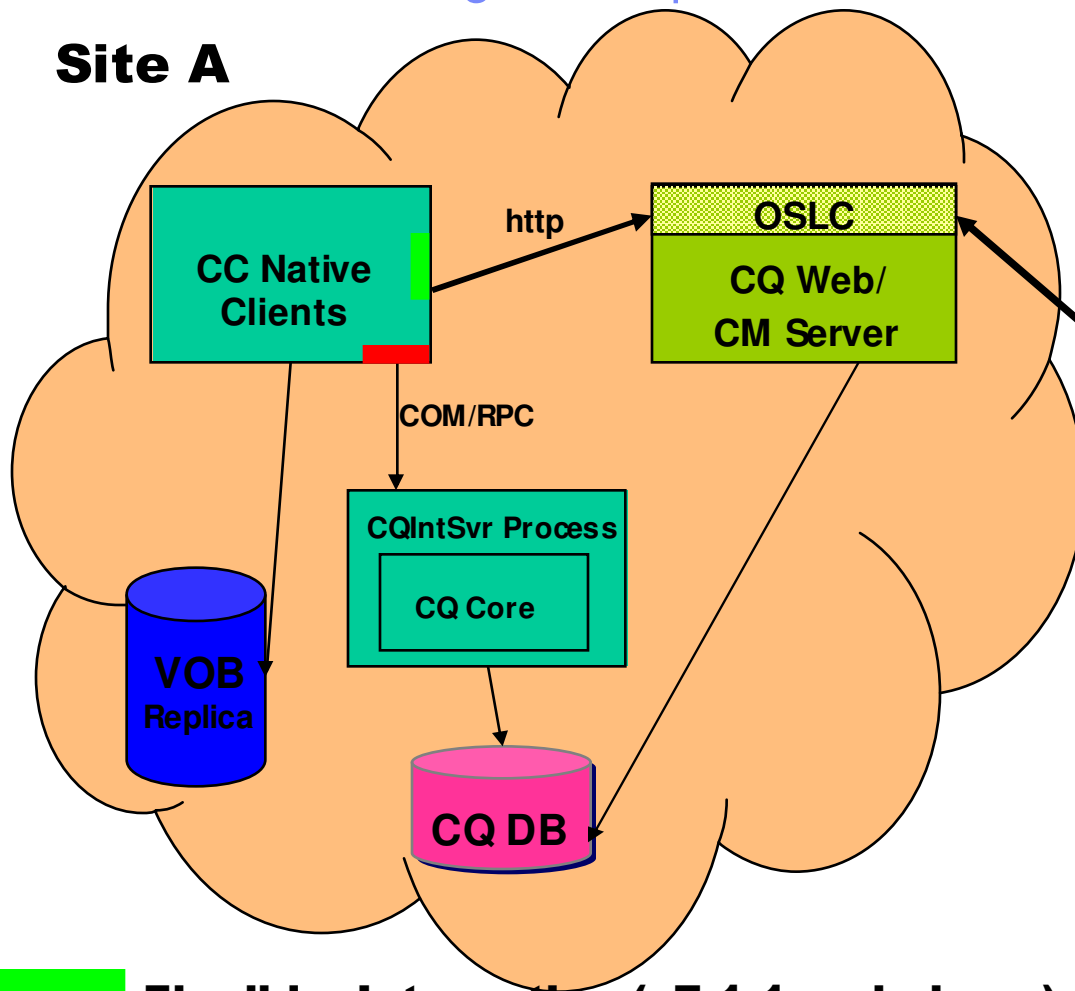 Site A
http
OSLC
CC Native
Clients
CQ Web/
CM Server
COM/RPC
CQIntSvr Process
CQ Core
VOB
Replica
CQ DB